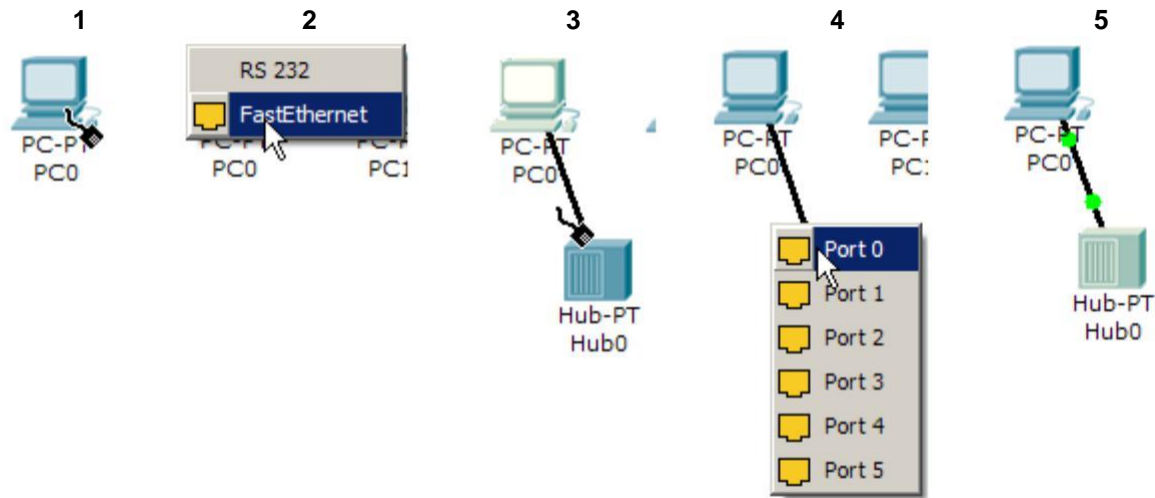 1
2
3
4
5
PC-PT
PC0
RS 232
FastEthernet
PC0
PC1
PC-PT
PC0
Hub-PT
Hub0
PC-PT
PC0
Port 0
Port 1
Port 2
Port 3
Port 4
Port 5
PC-PT
PC0
Hub-PT
Hub0